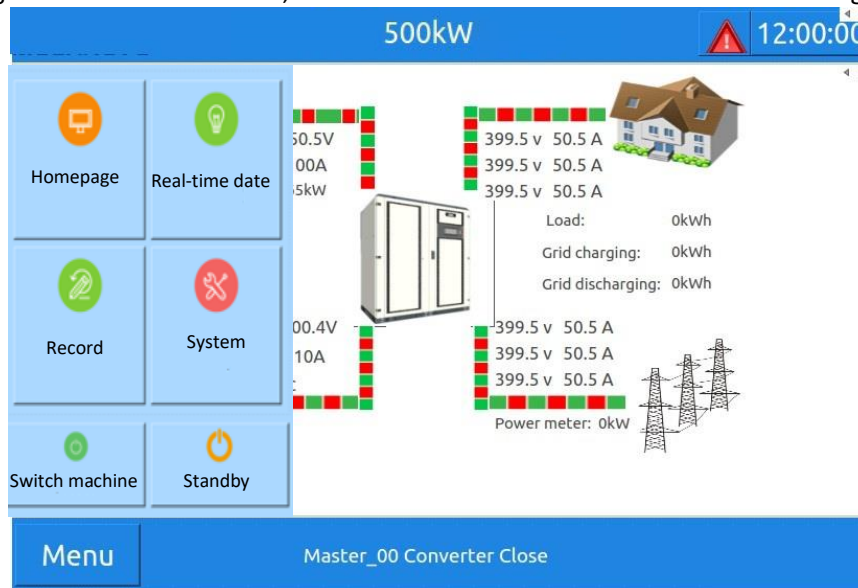 500kW
12:00:00
Homepage
Real-time date
Record
System
Switch machine
Standby
50.5V
00A
5kW
399.5 v 50.5 A
399.5 v 50.5 A
399.5 v 50.5 A
Load: 0kWh
Grid charging: 0kWh
Grid discharging: 0kWh
00.4V
10A
399.5 v 50.5 A
399.5 v 50.5 A
399.5 v 50.5 A
Power meter: 0kW
Menu
Master_00 Converter Close